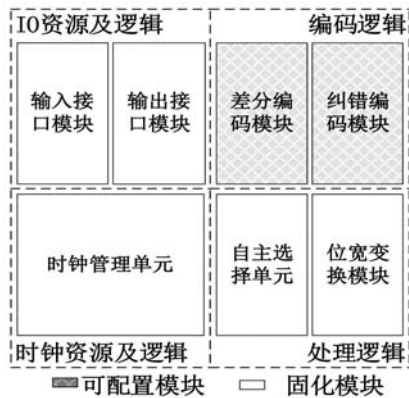 IO资源及逻辑
编码逻辑
输入接
口模块
输出接
口模块
差分编
码模块
纠错编
码模块
时钟管理单元
自主选
择单元
位宽变
换模块
时钟资源及逻辑
处理逻辑
可配置模块
固化模块